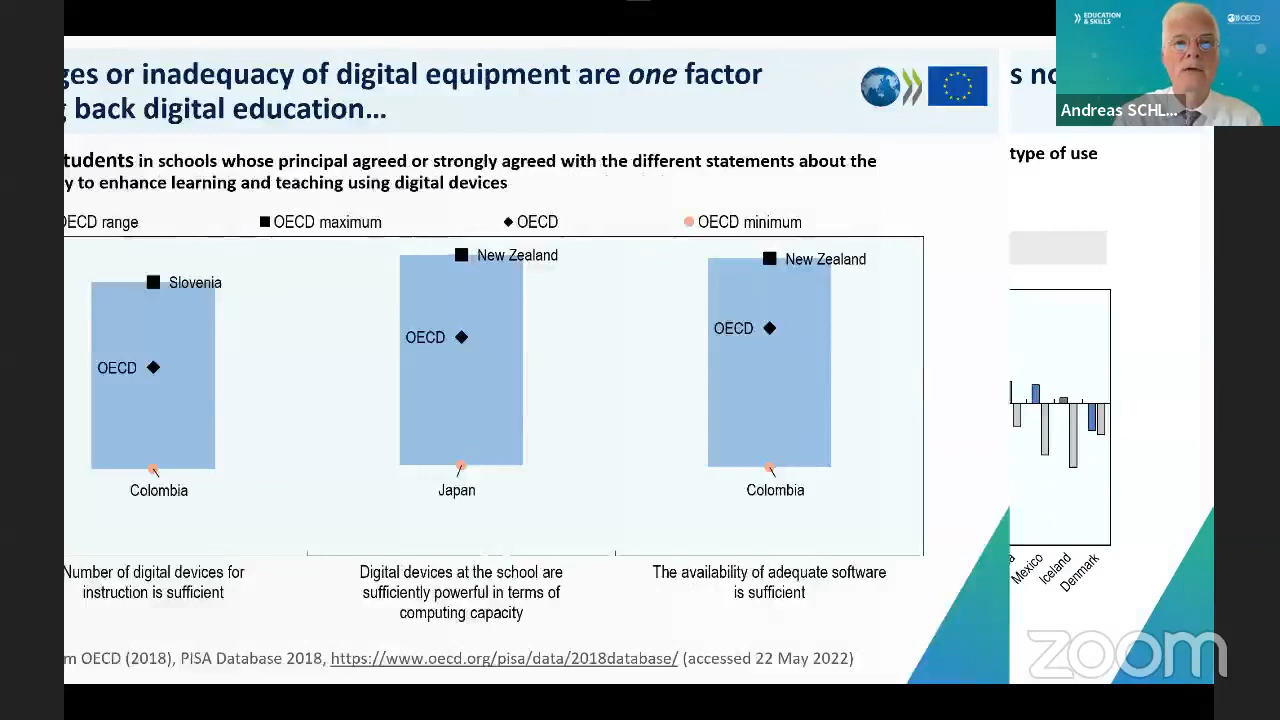 ges or inadequacy of digital equipment are one factor
back digital education…
students in schools whose principal agreed or strongly agreed with the different statements about the
y to enhance learning and teaching using digital devices
OECD range
OECD maximum
OECD
OECD minimum
Slovenia
OECD
Colombia
New Zealand
OECD
Japan
New Zealand
OECD
Colombia
Number of digital devices for
instruction is sufficient
Digital devices at the school are
sufficiently powerful in terms of
computing capacity
The availability of adequate software
is sufficient
m OECD (2018), PISA Database 2018, https://www.oecd.org/pisa/data/2018database/ (accessed 22 May 2022)
s no
type of use
a
Mexico
Iceland
Denmark
EDUCATION
& SKILLS
OECD
Andreas SCHL...
zoom